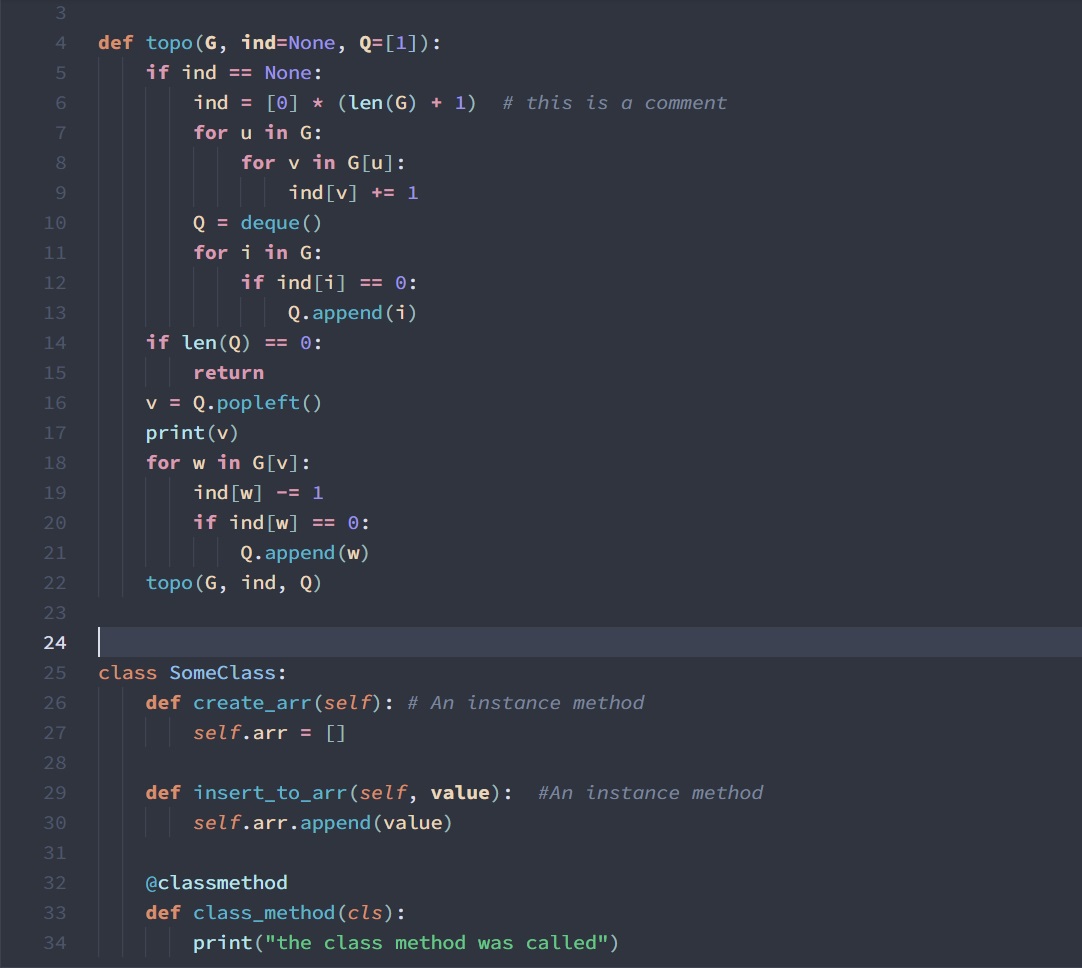 3
4 def topo(G, ind=None, Q=[1]):
5     if ind == None:
6         ind = [0] * (len(G) + 1)  # this is a comment
7         for u in G:
8             for v in G[u]:
9                 ind[v] += 1
10         Q = deque()
11         for i in G:
12             if ind[i] == 0:
13                 Q.append(i)
14     if len(Q) == 0:
15         return
16     v = Q.popleft()
17     print(v)
18     for w in G[v]:
19         ind[w] -= 1
20         if ind[w] == 0:
21             Q.append(w)
22     topo(G, ind, Q)
23
24
25 class SomeClass:
26     def create_arr(self): # An instance method
27         self.arr = []
28
29     def insert_to_arr(self, value):  #An instance method
30         self.arr.append(value)
31
32     @classmethod
33     def class_method(cls):
34         print("the class method was called")